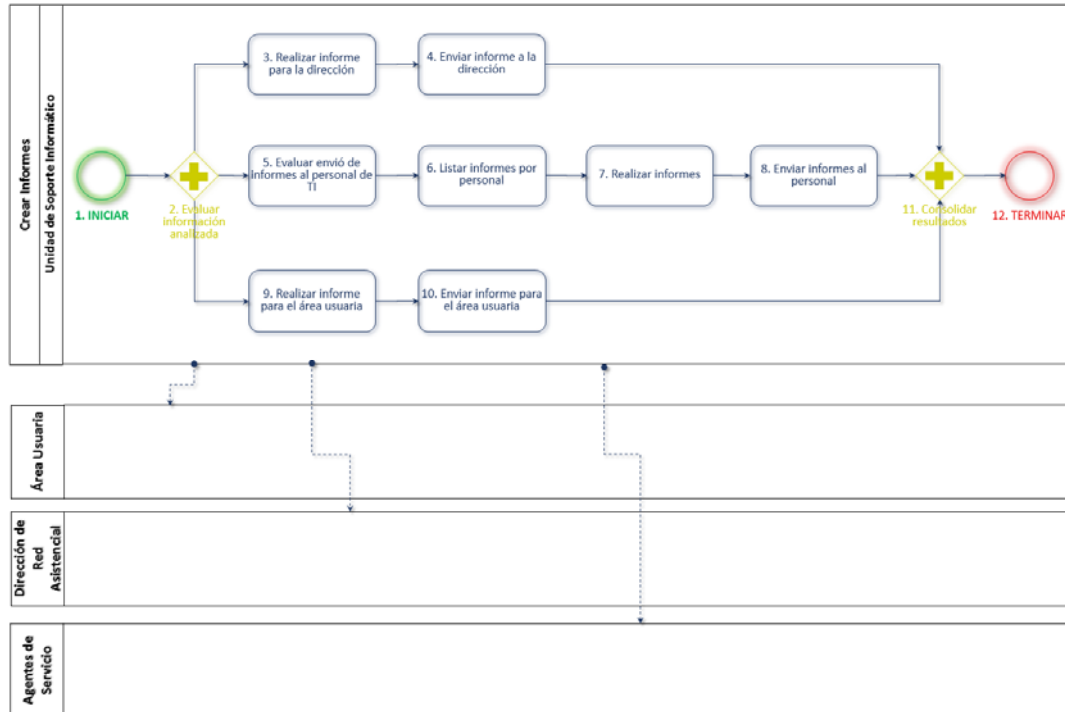 Crear Informes
Unidad de Soporte Informático
1. INICIAR
2. Evaluar
información
analizada
3. Realizar informe
para la dirección
4. Enviar informe a la
dirección
5. Evaluar envió de
Informes al personal de
TI
6. Listar informes por
personal
7. Realizar informes
8. Enviar informes al
personal
9. Realizar informe
para el área usuaria
10. Enviar informe para
el área usuaria
11. Consolidar
resultados
12. TERMINAR
Área Usuaria
Dirección de
Red
Asistencial
Agentes de
Servicio